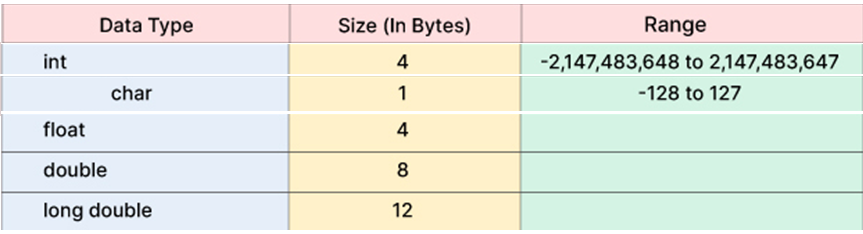 Data Type Size (In Bytes) Range
int 4 -2,147,483,648 to 2,147,483,647
char 1 -128 to 127
float 4
double 8
long double 12